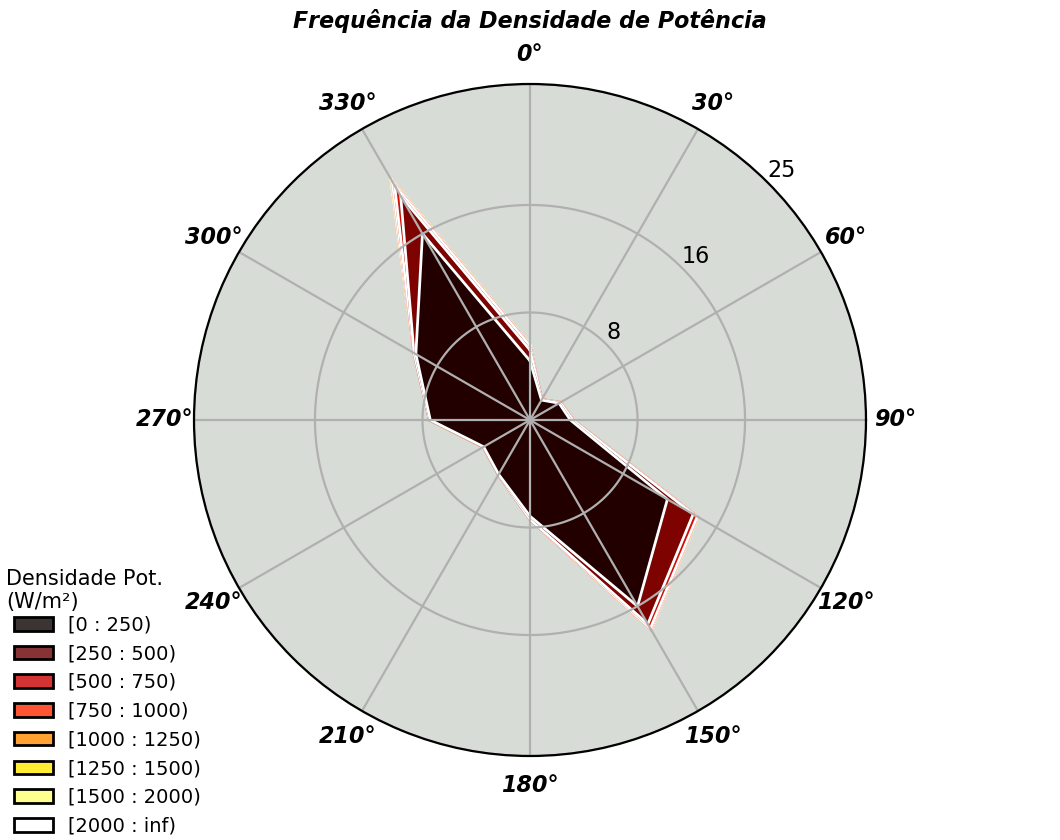 Frequência da Densidade de Potência
0°
330°
30°
25
300°
60°
16
8
270°
90°
240°
120°
210°
150°
180°
Densidade Pot.
(W/m²)
[0 : 250)
[250 : 500)
[500 : 750)
[750 : 1000)
[1000 : 1250)
[1250 : 1500)
[1500 : 2000)
[2000 : inf)